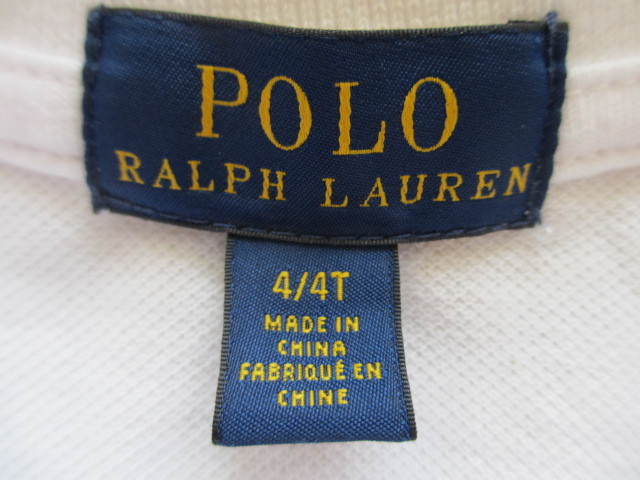 POLO
RALPH LAUREN
4/4T
MADE IN
CHINA
FABRIQUÉ EN
CHINE